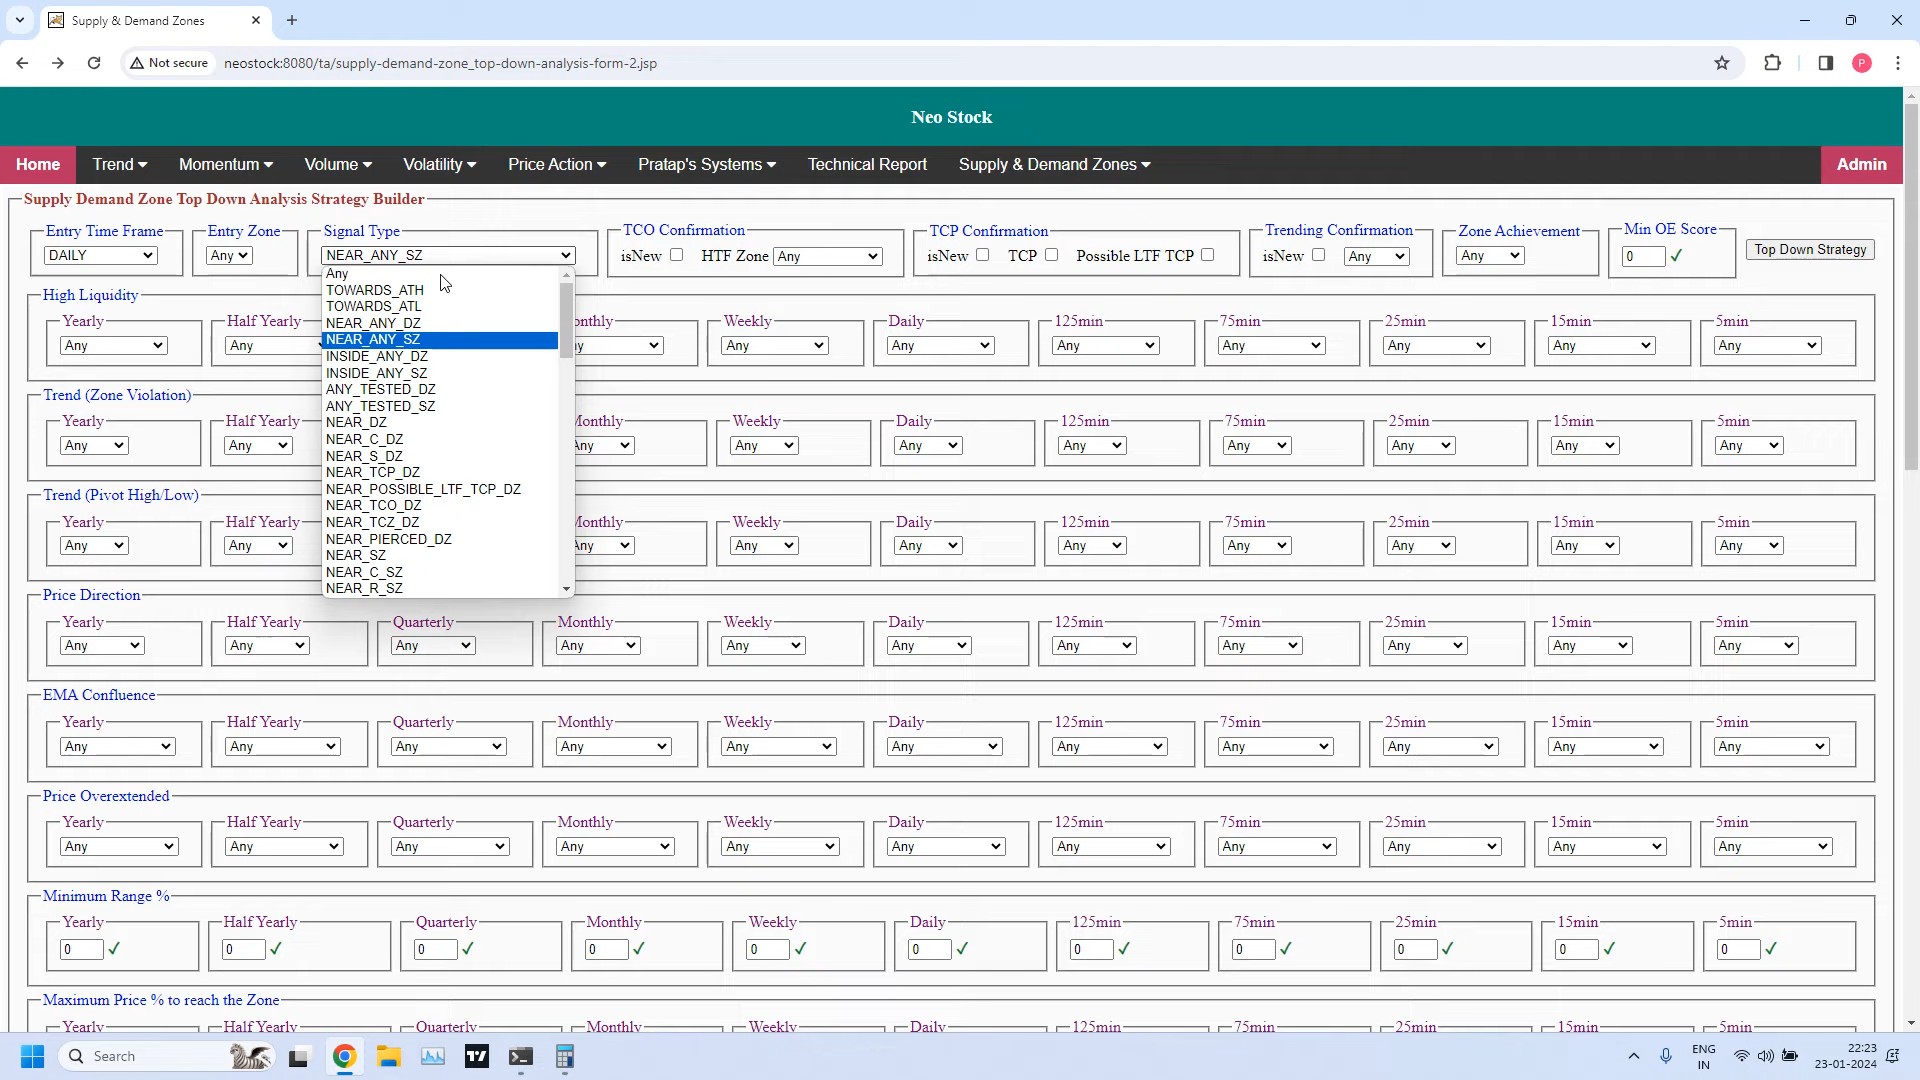 Supply & Demand Zones
Not secure neostock:8080/ta/supply-demand-zone_top-down-analysis-form-2.jsp P
Neo Stock
Home Trend Momentum Volume Volatility Price Action Pratap's Systems Technical Report Supply & Demand Zones Admin
Supply Demand Zone Top Down Analysis Strategy Builder
Entry Time Frame Entry Zone Signal Type TCO Confirmation TCP Confirmation Trending Confirmation Zone Achievement Min OE Score
DAILY Any NEAR_ANY_SZ isNew HTF Zone Any isNew TCP Possible LTF TCP isNew Any Any 0 Top Down Strategy
Any
TOWARDS_ATH
TOWARDS_ATL
NEAR_ANY_DZ
NEAR_ANY_SZ
INSIDE_ANY_DZ
INSIDE_ANY_SZ
ANY_TESTED_DZ
ANY_TESTED_SZ
NEAR_DZ
NEAR_C_DZ
NEAR_S_DZ
NEAR_TCP_DZ
NEAR_POSSIBLE_LTF_TCP_DZ
NEAR_TCO_DZ
NEAR_TCZ_DZ
NEAR_PIERCED_DZ
NEAR_SZ
NEAR_C_SZ
NEAR_R_SZ
High Liquidity
Yearly Half Yearly Weekly Daily 125min 75min 25min 15min 5min
Any Any Any Any Any Any Any Any Any
Trend (Zone Violation)
Yearly Half Yearly Monthly Weekly Daily 125min 75min 25min 15min 5min
Any Any Any Any Any Any Any Any Any Any
Trend (Pivot High/Low)
Yearly Half Yearly Monthly Weekly Daily 125min 75min 25min 15min 5min
Any Any Any Any Any Any Any Any Any Any
Price Direction
Yearly Half Yearly Quarterly Monthly Weekly Daily 125min 75min 25min 15min 5min
Any Any Any Any Any Any Any Any Any Any Any
EMA Confluence
Yearly Half Yearly Quarterly Monthly Weekly Daily 125min 75min 25min 15min 5min
Any Any Any Any Any Any Any Any Any Any Any
Price Overextended
Yearly Half Yearly Quarterly Monthly Weekly Daily 125min 75min 25min 15min 5min
Any Any Any Any Any Any Any Any Any Any Any
Minimum Range %
Yearly Half Yearly Quarterly Monthly Weekly Daily 125min 75min 25min 15min 5min
0 0 0 0 0 0 0 0 0 0 0
Maximum Price % to reach the Zone
Yearly Half Yearly Quarterly Monthly Weekly Daily 125min 75min 25min 15min 5min
Search ENG IN 22:23
23-01-2024